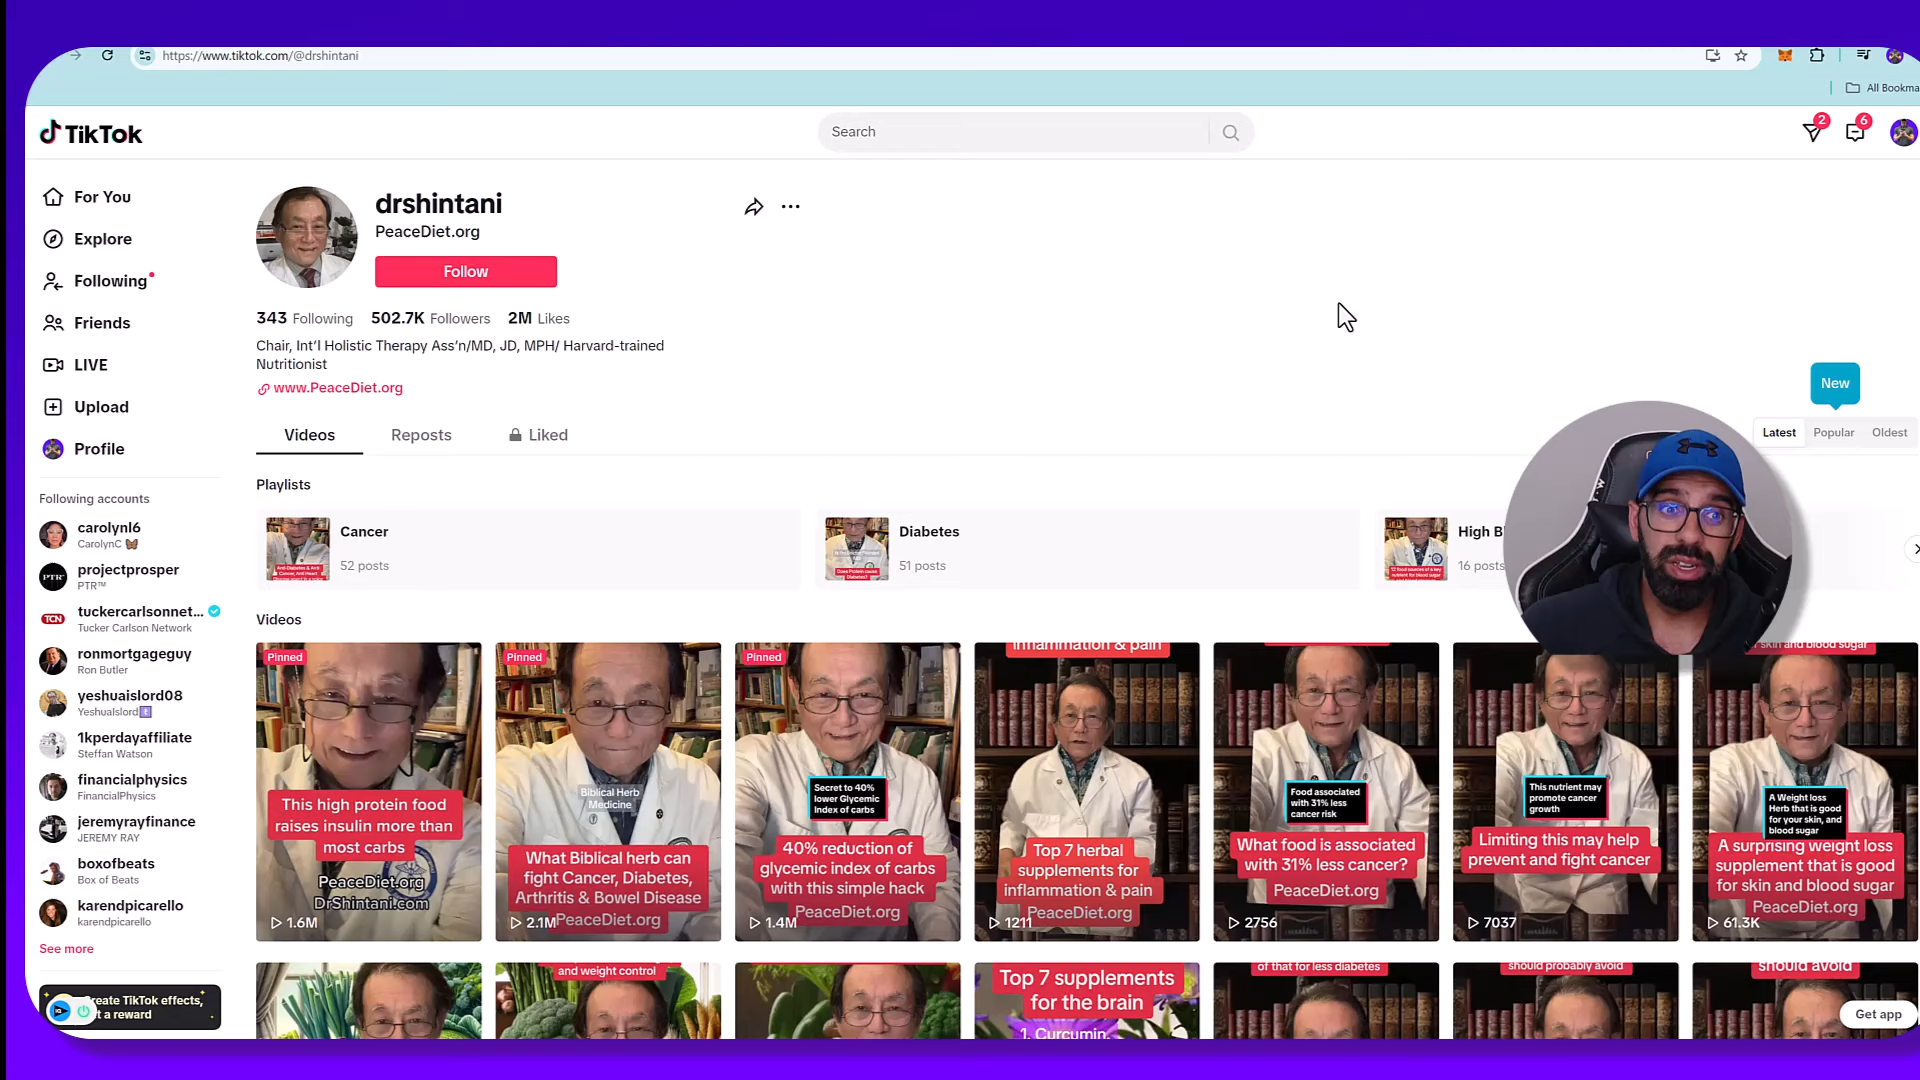 https://www.tiktok.com/@drshintani
All Bookma
TikTok
Search
2
6
For You
Explore
Following
Friends
LIVE
Upload
Profile
Following accounts
carolynl6
CarolynC
projectprosper
PTR™
tuckercarlsonnet...
Tucker Carlson Network
ronmortgageguy
Ron Butler
yeshuaislord08
Yeshualslord
1kperdayaffiliate
Steffan Watson
financialphysics
FinancialPhysics
jeremyrayfinance
JEREMY RAY
boxofbeats
Box of Beats
karendpicarello
karendpicarello
See more
reate TikTok effects,
t a reward
drshintani
PeaceDiet.org
Follow
343 Following 502.7K Followers 2M Likes
Chair, Int'l Holistic Therapy Ass'n/MD, JD, MPH/ Harvard-trained
Nutritionist
www.PeaceDiet.org
Videos Reposts Liked
New
Latest Popular Oldest
Playlists
Cancer
52 posts
Diabetes
51 posts
High B
16 posts
Videos
Pinned
This high protein food
raises insulin more than
most carbs
PeaceDiet.org
DrShintani.com
1.6M
Pinned
Biblical Herb
Medicine
What Biblical herb can
fight Cancer, Diabetes,
Arthritis & Bowel Disease
PeaceDiet.org
2.1M
Pinned
Secret to 40%
lower Glycemic
Index of carbs
40% reduction of
glycemic index of carbs
with this simple hack
PeaceDiet.org
1.4M
inflammation & pain
Top 7 herbal
supplements for
inflammation & pain
PeaceDiet.org
1211
Food associated
with 31% less
cancer risk
What food is associated
with 31% less cancer?
PeaceDiet.org
2756
This nutrient may
promote cancer
growth
Limiting this may help
prevent and fight cancer
7037
skin and blood sugar
A Weight loss
Herb that is good
for your skin, and
blood sugar
A surprising weight loss
supplement that is good
for skin and blood sugar
PeaceDiet.org
61.3K
and weight control
Top 7 supplements
for the brain
1. Curcumin,
of that for less diabetes
should probably avoid
should avoid
Get app